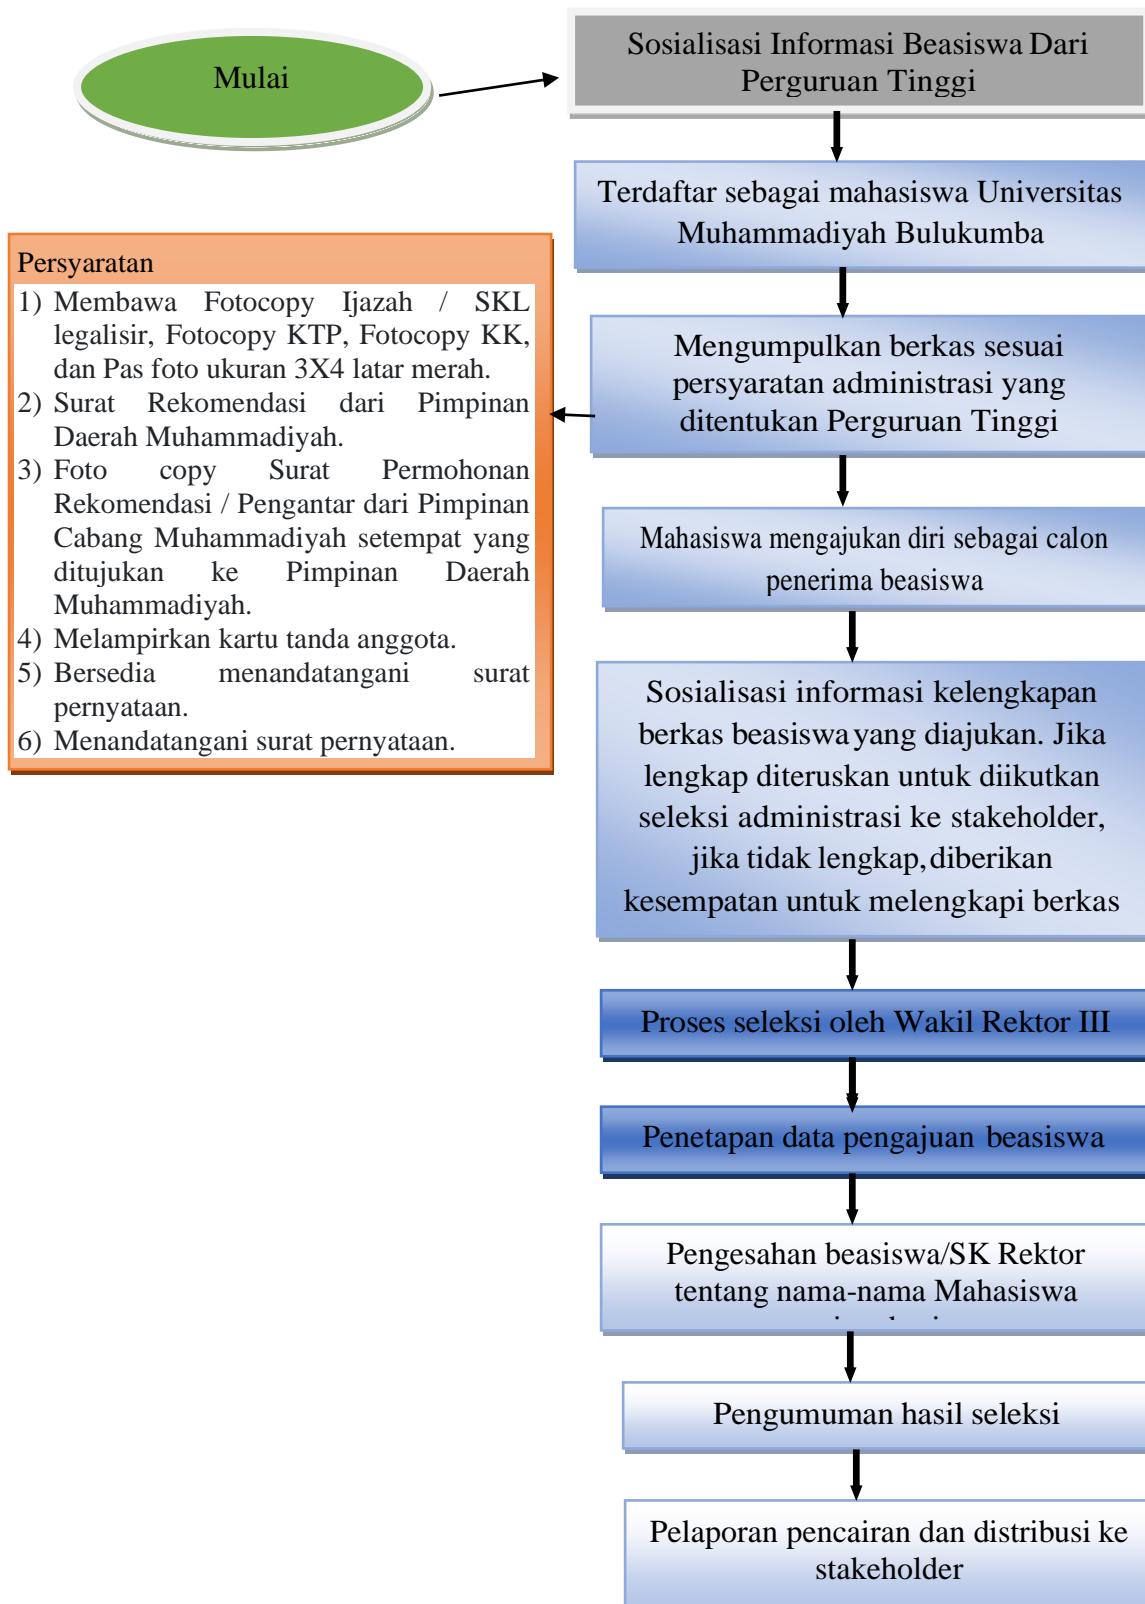 Mulai
Sosialisasi Informasi Beasiswa Dari
Perguruan Tinggi
Terdaftar sebagai mahasiswa Universitas
Muhammadiyah Bulukumba
Mengumpulkan berkas sesuai
persyaratan administrasi yang
ditentukan Perguruan Tinggi
Persyaratan
1) Membawa Fotocopy Ijazah / SKL
legalisir, Fotocopy KTP, Fotocopy KK,
dan Pas foto ukuran 3X4 latar merah.
2) Surat Rekomendasi dari Pimpinan
Daerah Muhammadiyah.
3) Foto copy Surat Permohonan
Rekomendasi / Pengantar dari Pimpinan
Cabang Muhammadiyah setempat yang
ditujukan ke Pimpinan Daerah
Muhammadiyah.
4) Melampirkan kartu tanda anggota.
5) Bersedia menandatangani surat
pernyataan.
6) Menandatangani surat pernyataan.
Mahasiswa mengajukan diri sebagai calon
penerima beasiswa
Sosialisasi informasi kelengkapan
berkas beasiswa yang diajukan. Jika
lengkap diteruskan untuk diikutkan
seleksi administrasi ke stakeholder,
jika tidak lengkap, diberikan
kesempatan untuk melengkapi berkas
Proses seleksi oleh Wakil Rektor III
Penetapan data pengajuan beasiswa
Pengesahan beasiswa/SK Rektor
tentang nama-nama Mahasiswa
Pengumuman hasil seleksi
Pelaporan pencairan dan distribusi ke
stakeholder